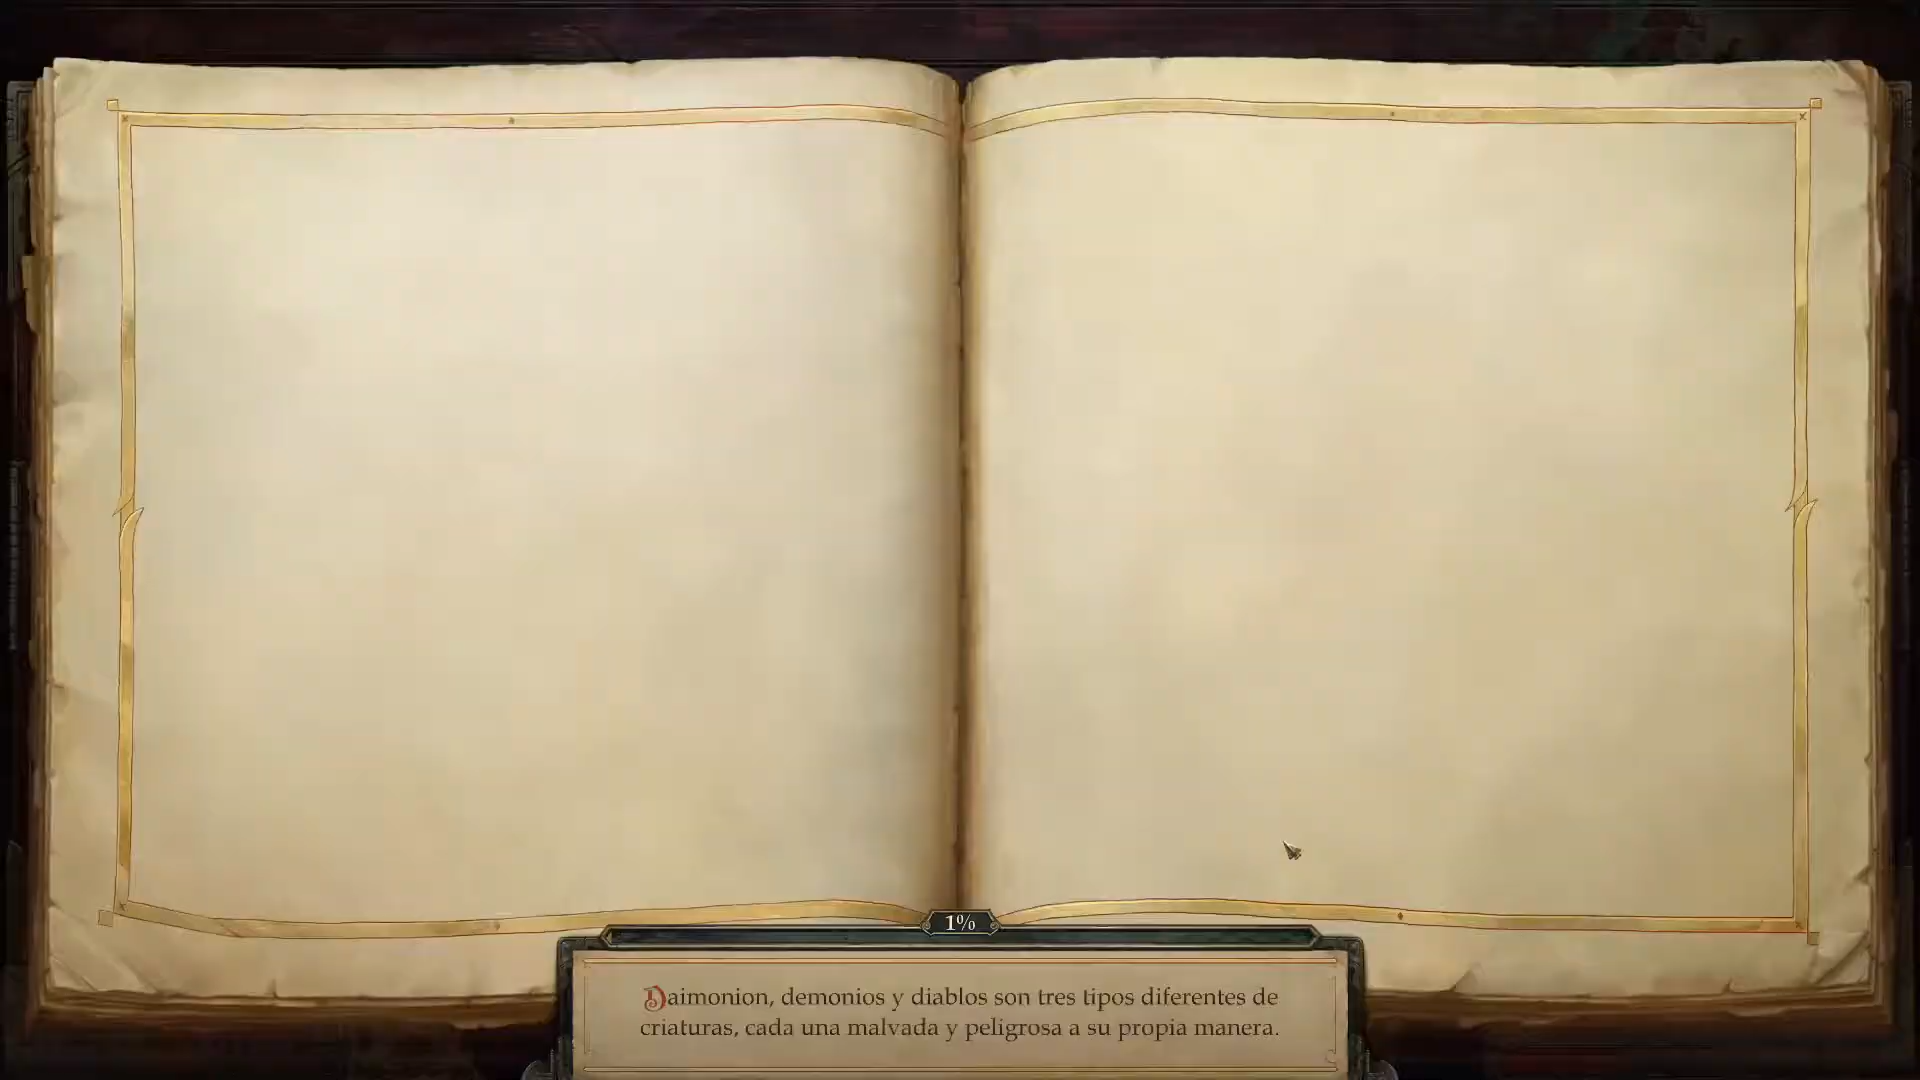 1%
Daimonion, demonios y diablos son tres tipos diferentes de
criaturas, cada una malvada y peligrosa a su propia manera.